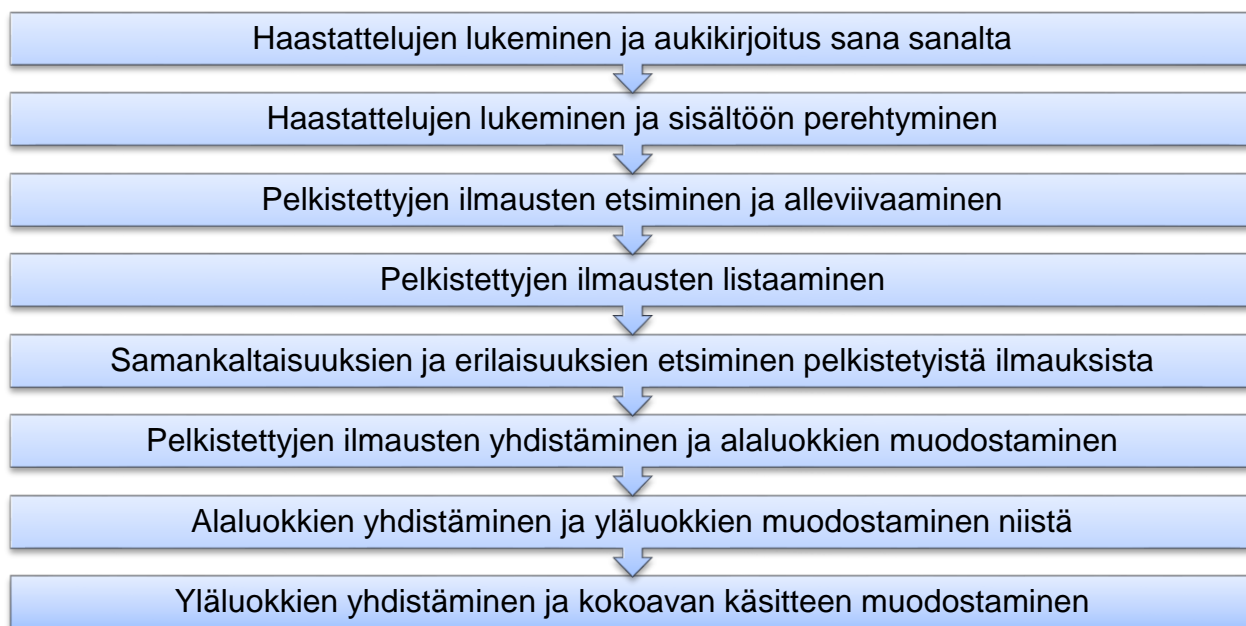 Haastattelujen lukeminen ja aukikirjoitus sana sanalta
Haastattelujen lukeminen ja sisältöön perehtyminen
Pelkistettyjen ilmausten etsiminen ja alleviivaaminen
Pelkistettyjen ilmausten listaaminen
Samankaltaisuuksien ja erilaisuuksien etsiminen pelkistetyistä ilmauksista
Pelkistettyjen ilmausten yhdistäminen ja alaluokkien muodostaminen
Alaluokkien yhdistäminen ja yläluokkien muodostaminen niistä
Yläluokkien yhdistäminen ja kokoavan käsitteen muodostaminen